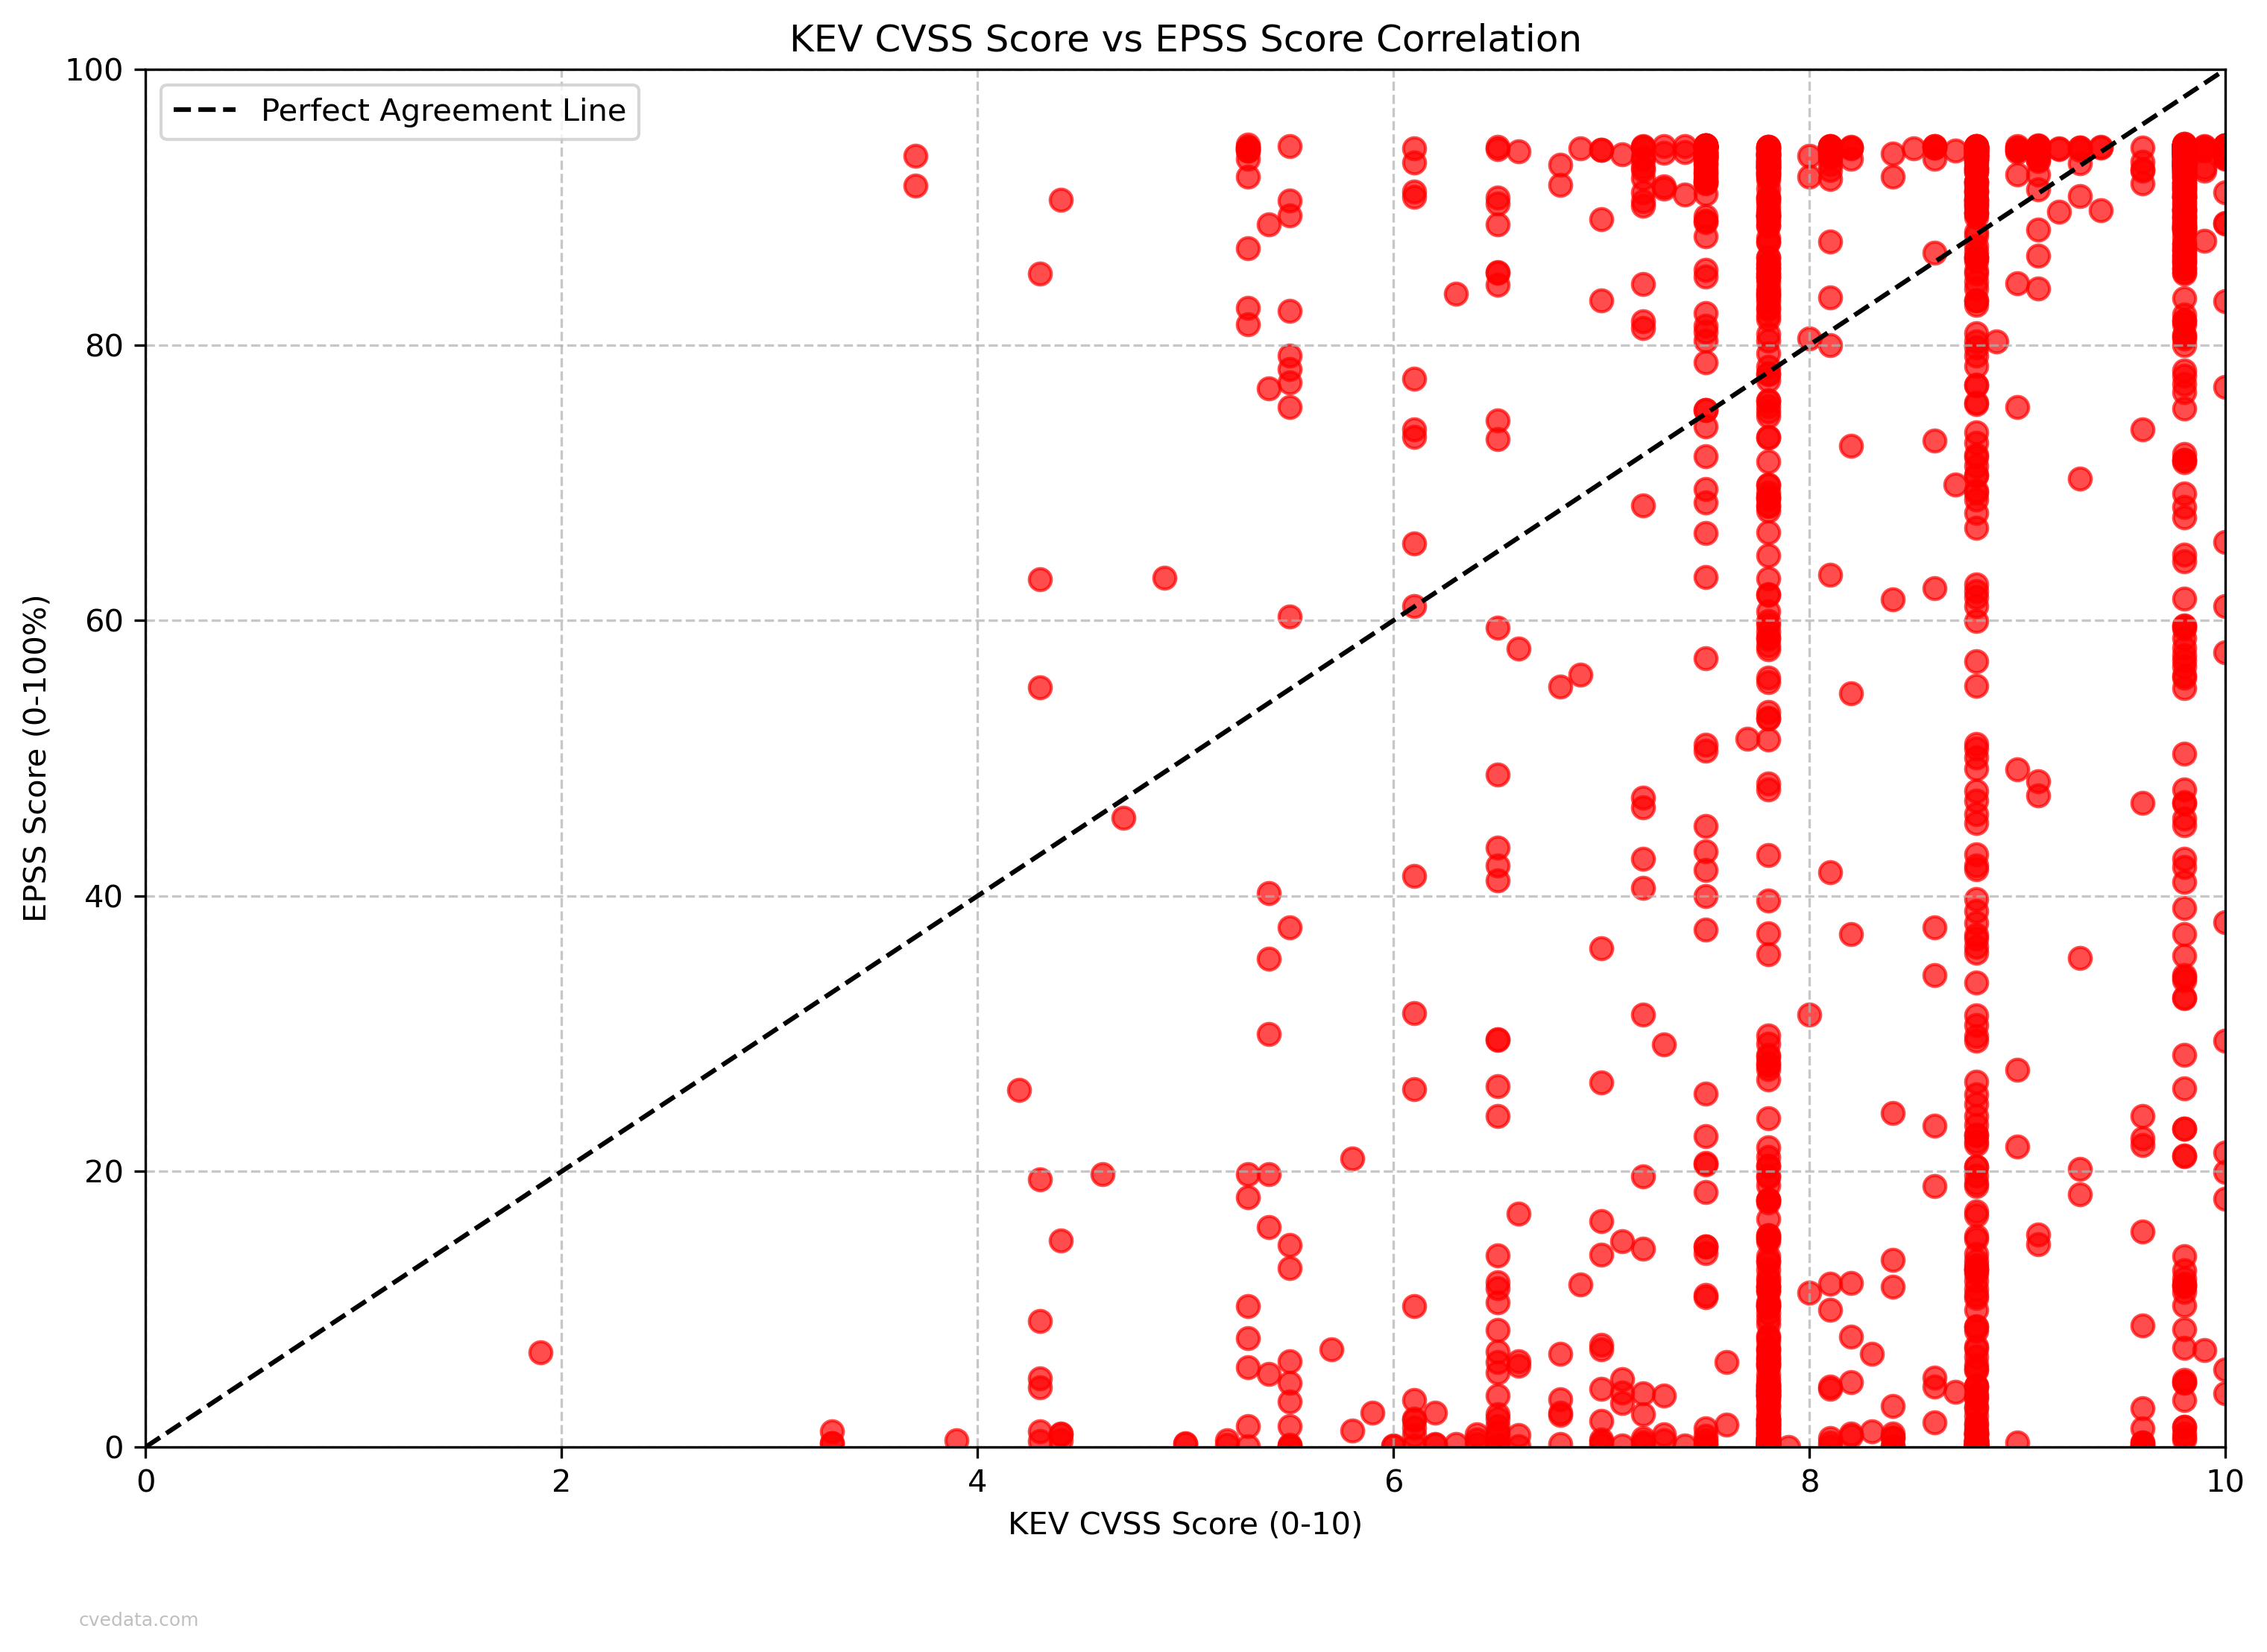 KEV CVSS Score vs EPSS Score Correlation
Perfect Agreement Line
EPSS Score (0-100%)
100
80
60
40
20
0
0 2 4 6 8 10
KEV CVSS Score (0-10)
cvedata.com